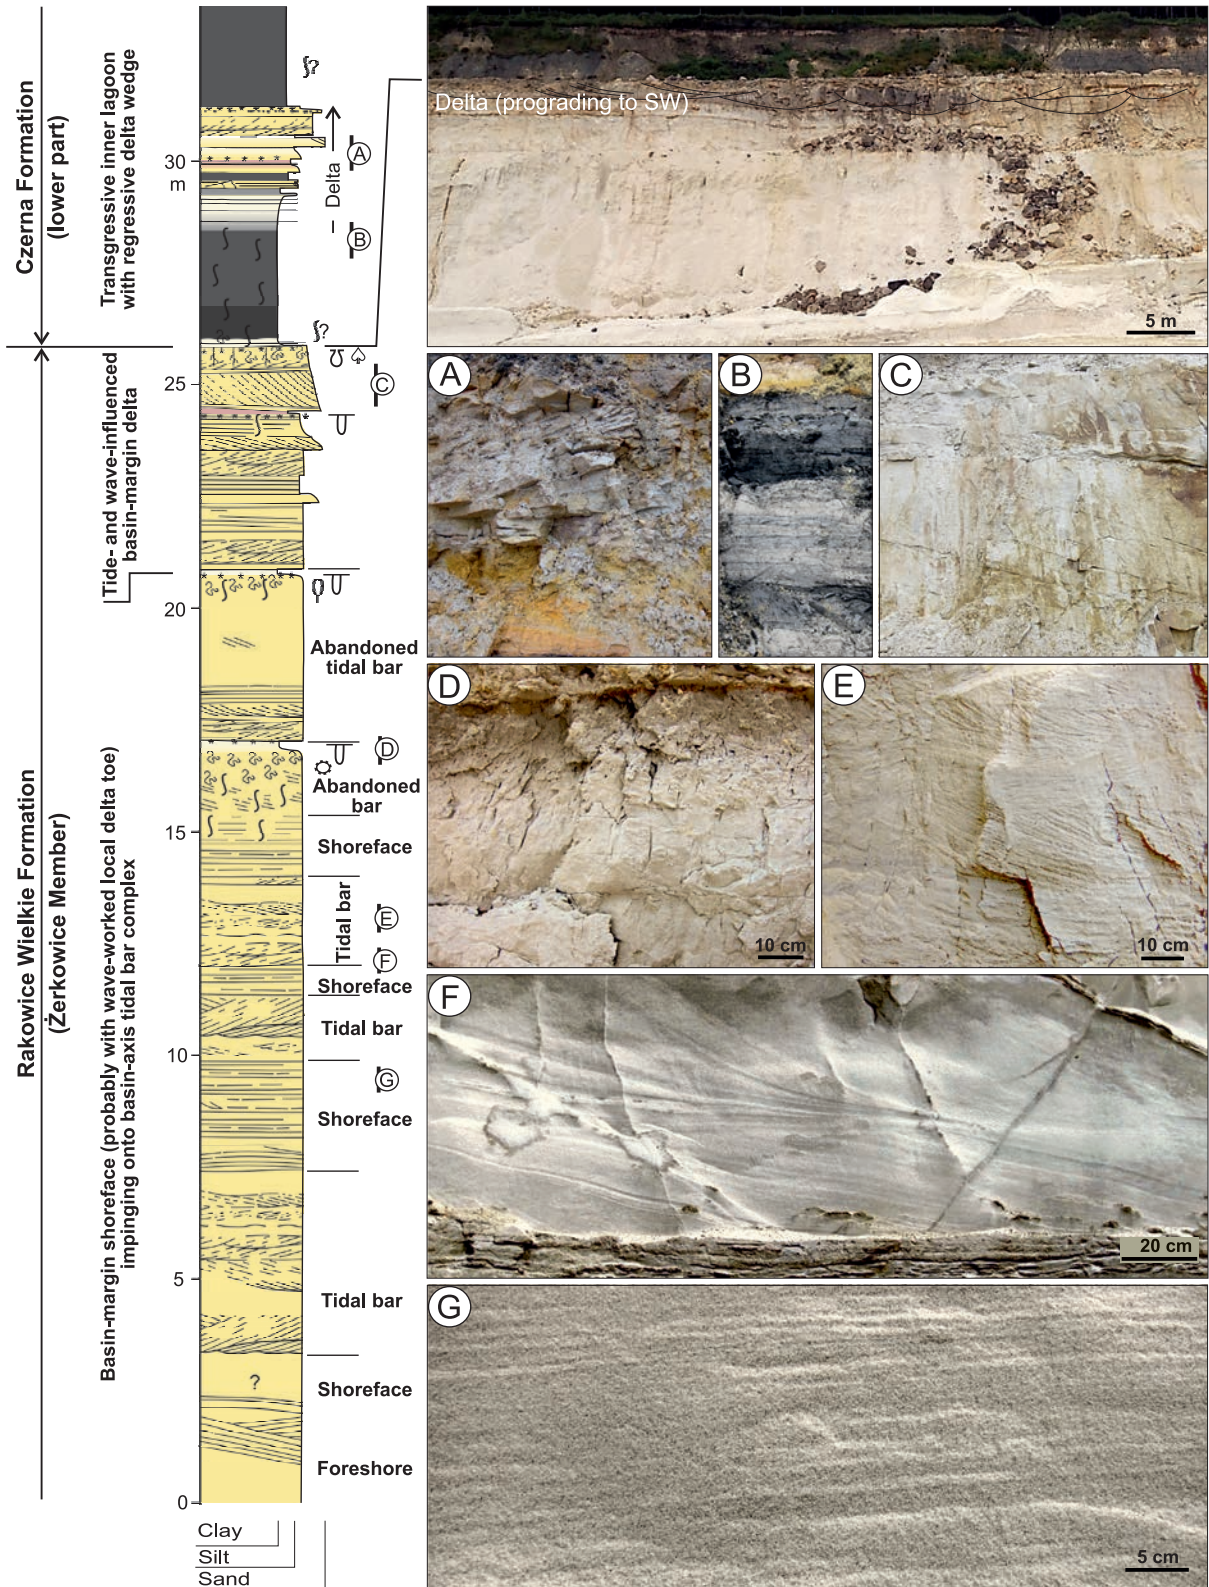 Czerna Formation
(lower part)
Transgressive inner lagoon
with regressive delta wedge
30
m
Delta
A
B
?
?
Rakowice Wielkie Formation
(Żerkowice Member)
Tide- and wave-influenced
basin-margin delta
25
C
20
Abandoned
tidal bar
D
Abandoned
bar
Basin-margin shoreface (probably with wave-worked local delta toe)
impinging onto basin-axis tidal bar complex
15
Shoreface
Tidal bar
E
F
Shoreface
Tidal bar
10
G
Shoreface
5
Tidal bar
?
Shoreface
Foreshore
0
Clay
Silt
Sand
Delta (prograding to SW)
5 m
A
B
C
D
10 cm
E
10 cm
F
20 cm
G
5 cm